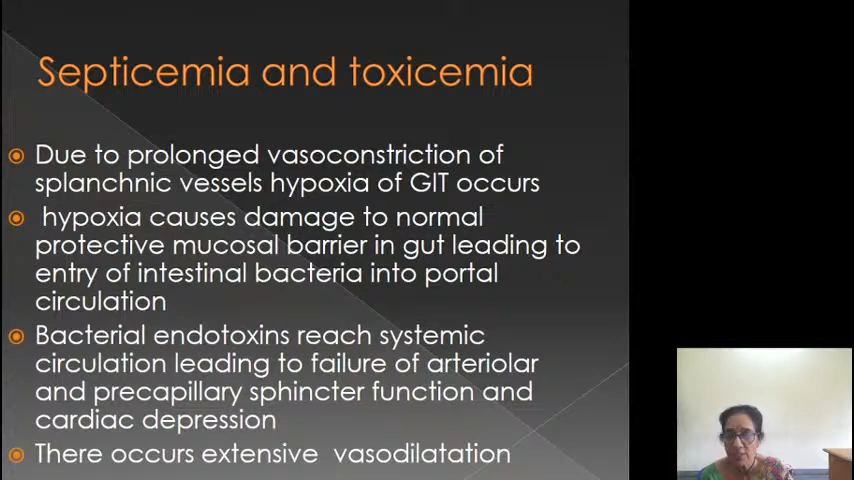 Septicemia and toxicemia
Due to prolonged vasoconstriction of
splanchnic vessels hypoxia of GIT occurs
hypoxia causes damage to normal
protective mucosal barrier in gut leading to
entry of intestinal bacteria into portal
circulation
Bacterial endotoxins reach systemic
circulation leading to failure of arteriolar
and precapillary sphincter function and
cardiac depression
There occurs extensive vasodilatation